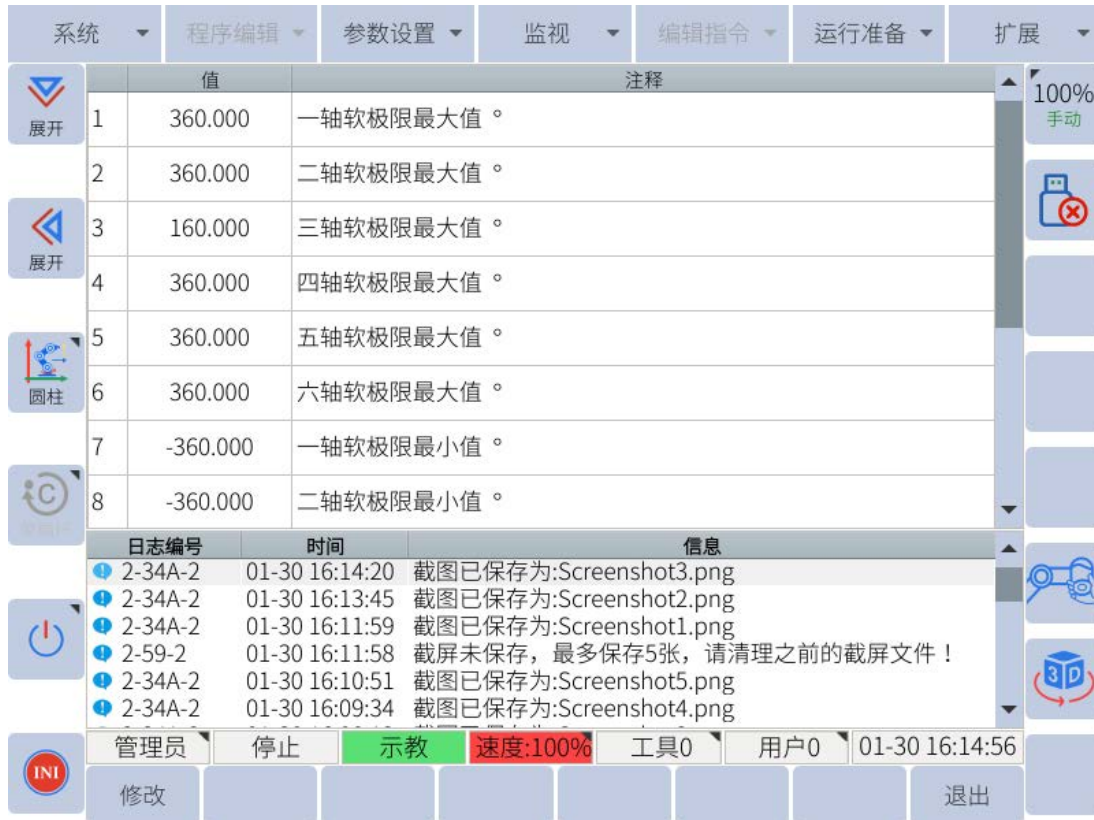 系统 程序编辑 参数设置 监视 编辑指令 运行准备 扩展
展开
展开
圆柱
值 注释
1 360.000 一轴软极限最大值 °
2 360.000 二轴软极限最大值 °
3 160.000 三轴软极限最大值 °
4 360.000 四轴软极限最大值 °
5 360.000 五轴软极限最大值 °
6 360.000 六轴软极限最大值 °
7 -360.000 一轴软极限最小值 °
8 -360.000 二轴软极限最小值 °
100%
手动
日志编号 时间 信息
2-34A-2 01-30 16:14:20 截图已保存为:Screenshot3.png
2-34A-2 01-30 16:13:45 截图已保存为:Screenshot2.png
2-34A-2 01-30 16:11:59 截图已保存为:Screenshot1.png
2-59-2 01-30 16:11:58 截屏未保存，最多保存5张，请清理之前的截屏文件！
2-34A-2 01-30 16:10:51 截图已保存为:Screenshot5.png
2-34A-2 01-30 16:09:34 截图已保存为:Screenshot4.png
3D
管理员 停止 示教 速度:100% 工具0 用户0 01-30 16:14:56
INI
修改 退出